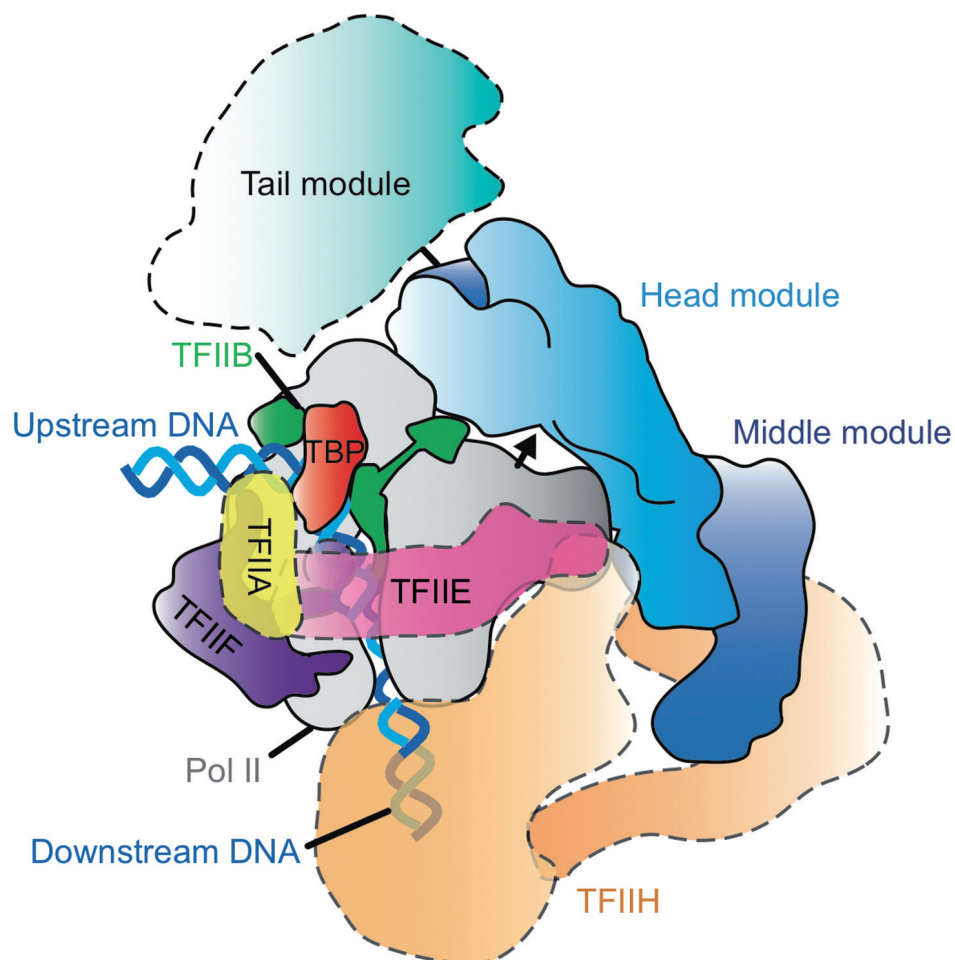 Tail module
Head module
TFIIB
Upstream DNA
Middle module
TBP
TFIIA
TFIIE
TFIIF
Pol II
Downstream DNA
TFIIH